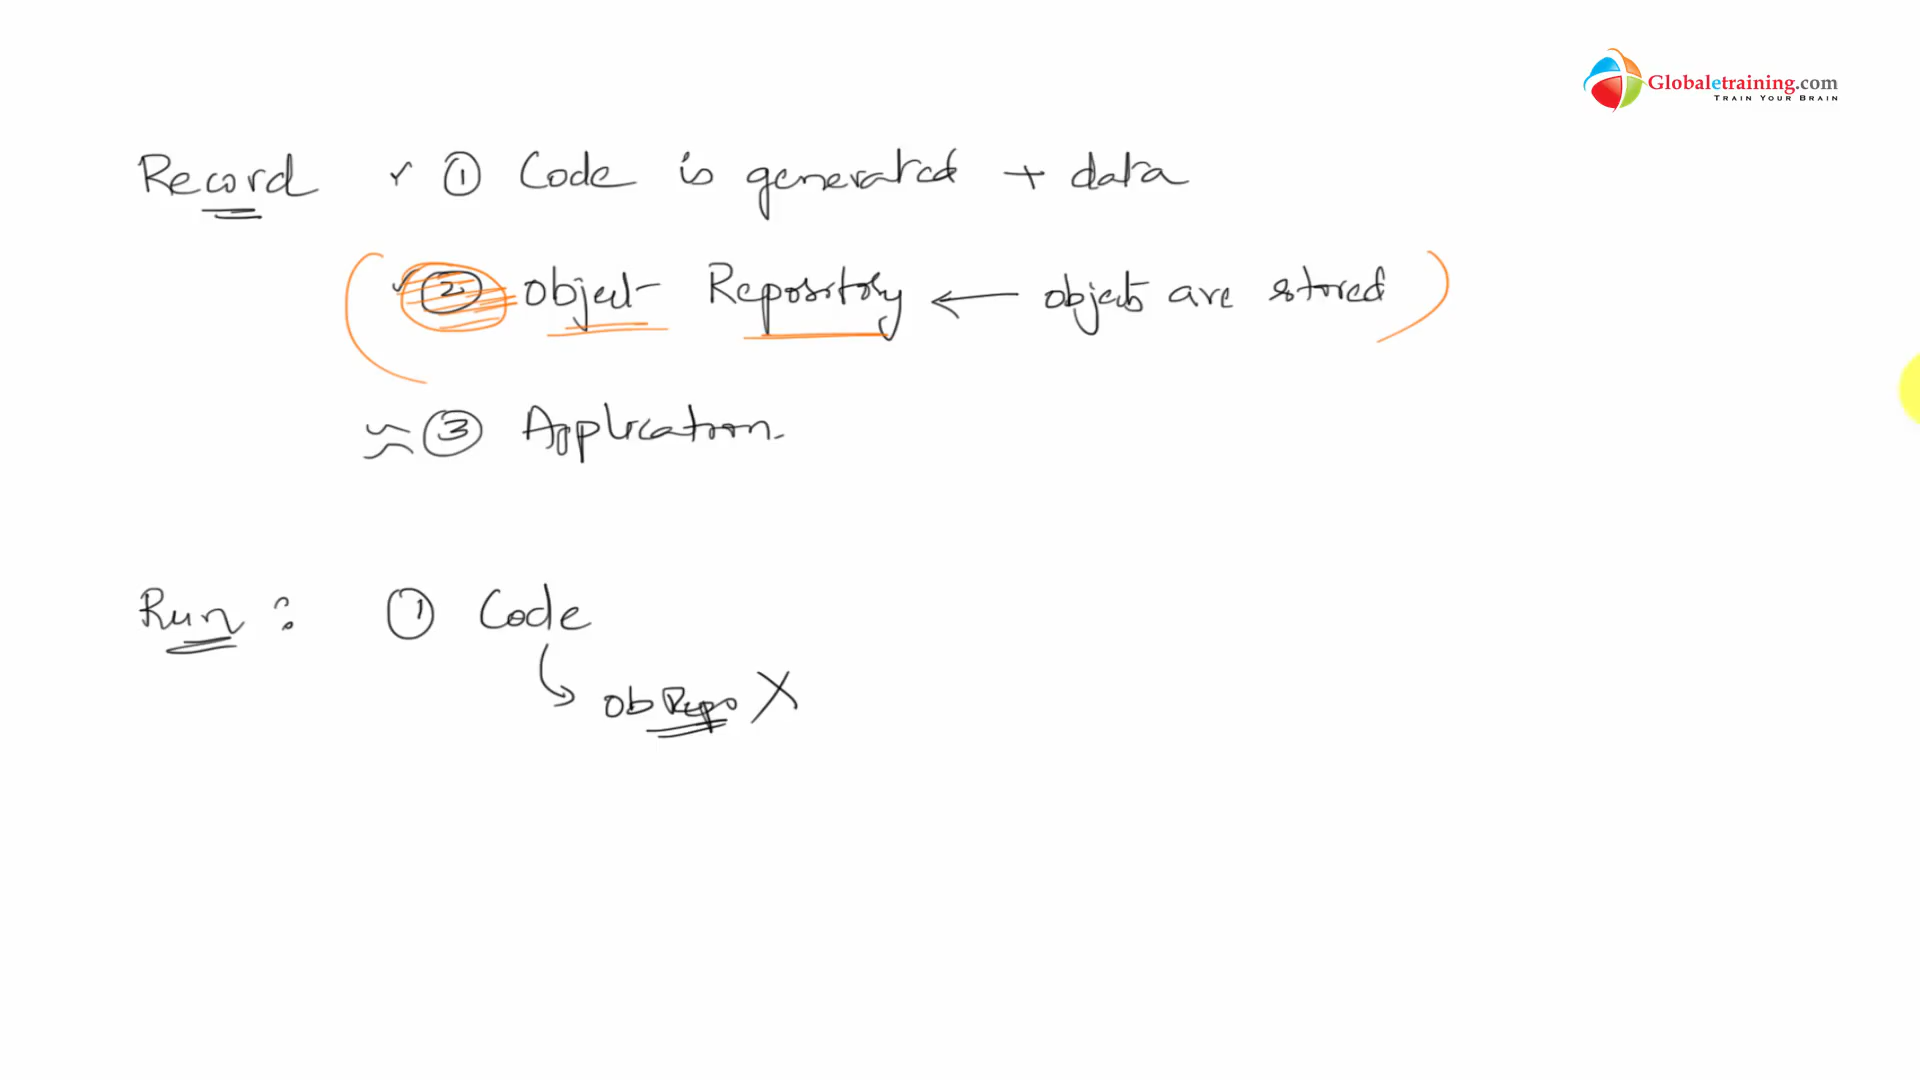 Globaletraining.com
TRAIN YOUR BRAIN
Record ✓ ① Code is generated + data
✓ ② Object Repository ← objects are stored
③ Application.
Run : ① Code
Ob Repo X